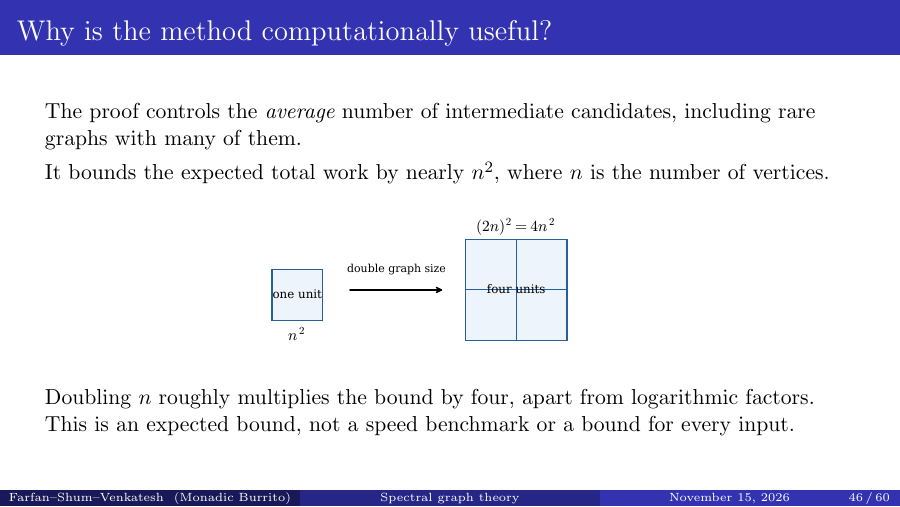 Why is the method computationally useful?
The proof controls the average number of intermediate candidates, including rare
graphs with many of them.
It bounds the expected total work by nearly n², where n is the number of vertices.
(2n)² = 4n²
double graph size
one unit
four units
n²
Doubling n roughly multiplies the bound by four, apart from logarithmic factors.
This is an expected bound, not a speed benchmark or a bound for every input.
Farfan–Shum–Venkatesh (Monadic Burrito) Spectral graph theory November 15, 2026 46 / 60